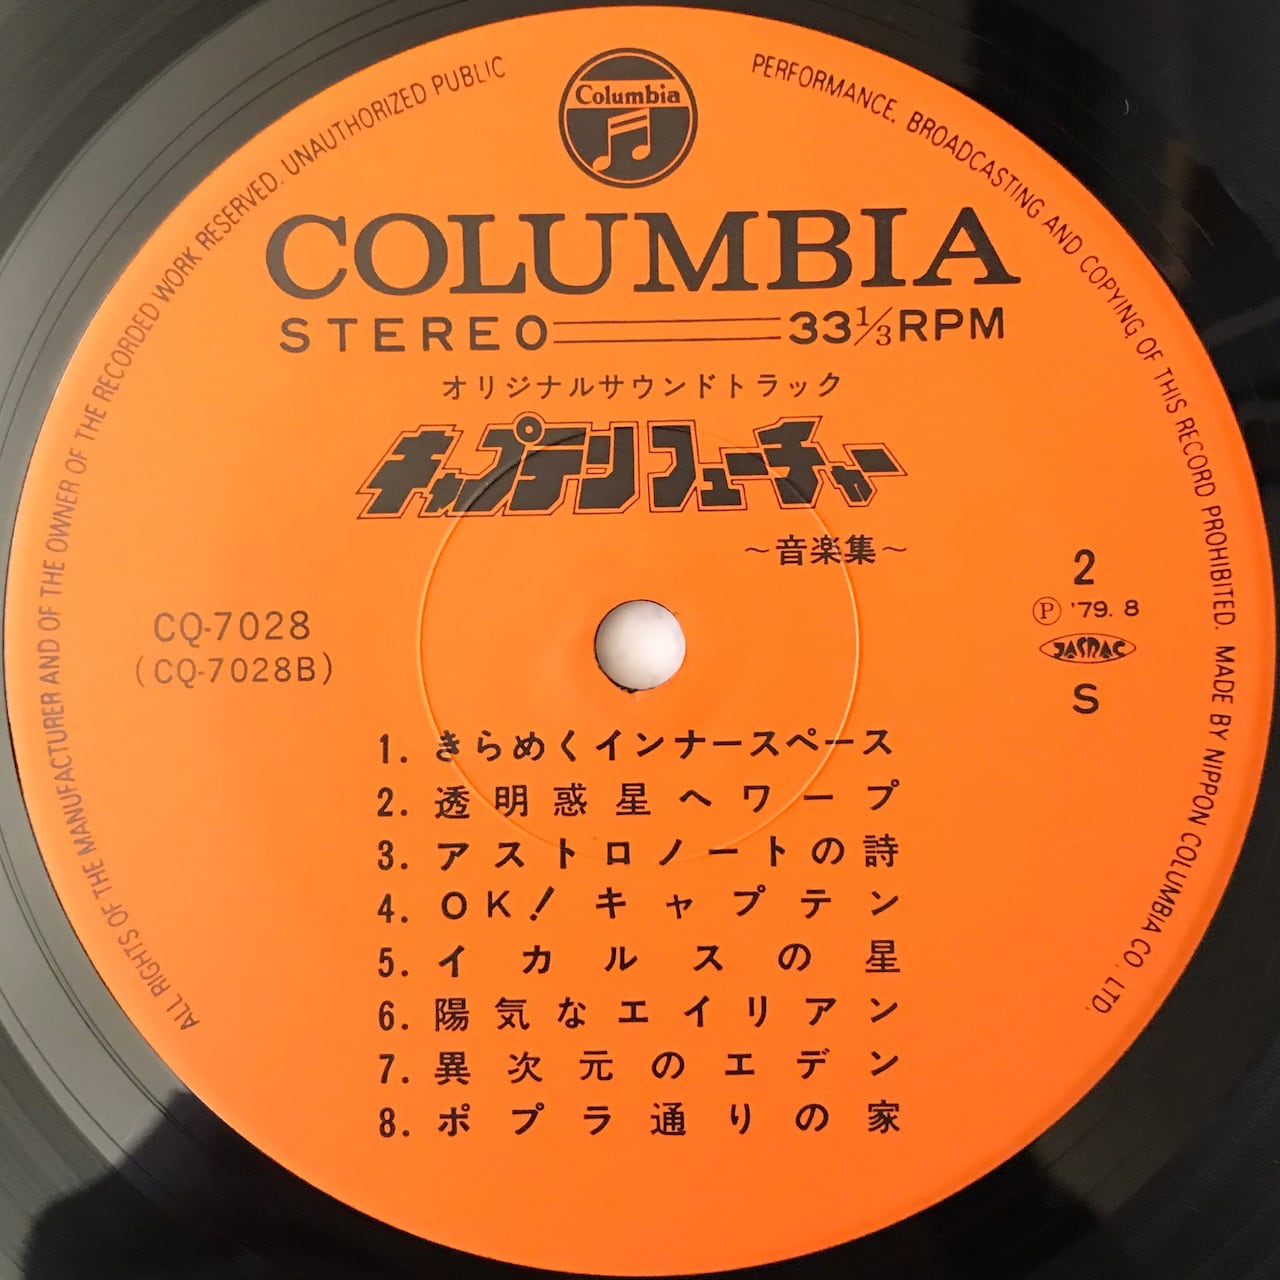 Columbia
COLUMBIA
STEREO 33 1/3 RPM
オリジナルサウンドトラック
キャプテンフューチャー
～音楽集～
2
Ⓟ '79. 8
JASRAC
S
CQ-7028
(CQ-7028B)
1. きらめくインナースペース
2. 透明惑星へワープ
3. アストロノートの詩
4. OK! キャプテン
5. イカルスの星
6. 陽気なエイリアン
7. 異次元のエデン
8. ポプラ通りの家
ALL RIGHTS OF THE MANUFACTURER AND OF THE OWNER OF THE RECORDED WORK RESERVED. UNAUTHORIZED PUBLIC PERFORMANCE, BROADCASTING AND COPYING OF THIS RECORD PROHIBITED. MADE BY NIPPON COLUMBIA CO., LTD.